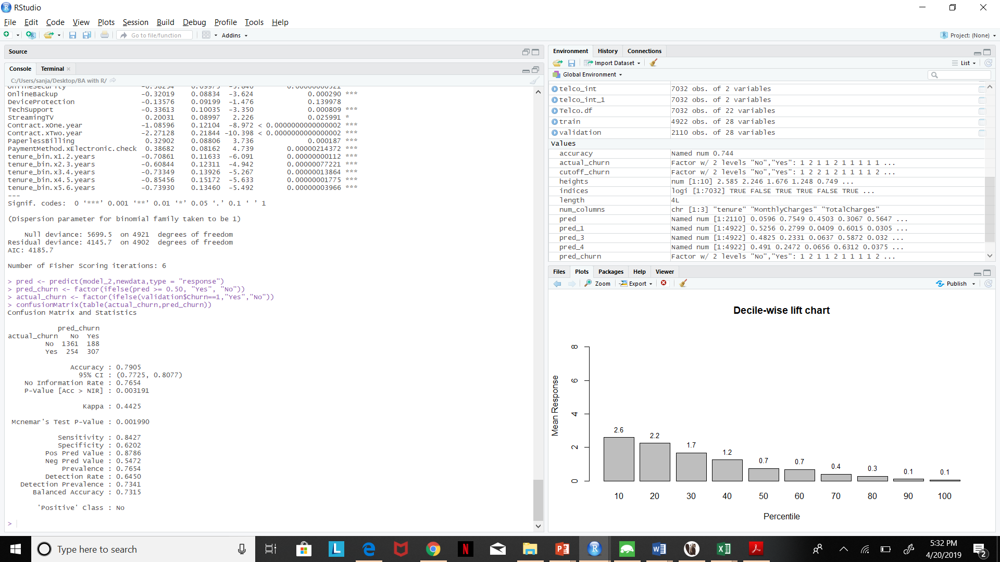 RStudio
File Edit Code View Plots Session Build Debug Profile Tools Help
Go to file/function Addins Project: (None)
Source
Console Terminal
C:/Users/sanja/Desktop/BA with R/
OnlineSecurity -0.58254 0.09975 -5.840 0.00000000521
OnlineBackup -0.32019 0.08834 -3.624 0.000290 ***
DeviceProtection -0.13576 0.09199 -1.476 0.139978
TechSupport -0.33613 0.10035 -3.350 0.000809 ***
StreamingTV 0.20031 0.08997 2.226 0.025991 *
Contract.xOne.year -1.08596 0.12104 -8.972 < 0.0000000000000002 ***
Contract.xTwo.year -2.27128 0.21844 -10.398 < 0.0000000000000002 ***
PaperlessBilling 0.32902 0.08806 3.736 0.000187 ***
PaymentMethod.xElectronic.check 0.38682 0.08162 4.739 0.00000214372 ***
tenure_bin.x1.2.years -0.70861 0.11633 -6.091 0.00000000112 ***
tenure_bin.x2.3.years -0.60844 0.12311 -4.942 0.00000077221 ***
tenure_bin.x3.4.years -0.73349 0.13926 -5.267 0.00000013864 ***
tenure_bin.x4.5.years -0.85456 0.15172 -5.633 0.00000001775 ***
tenure_bin.x5.6.years -0.73930 0.13460 -5.492 0.00000003966 ***
---
Signif. codes: 0 ‘***’ 0.001 ‘**’ 0.01 ‘*’ 0.05 ‘.’ 0.1 ‘ ’ 1
(Dispersion parameter for binomial family taken to be 1)
Null deviance: 5699.5 on 4921 degrees of freedom
Residual deviance: 4145.7 on 4902 degrees of freedom
AIC: 4185.7
Number of Fisher Scoring iterations: 6
> pred <- predict(model_2,newdata,type = "response")
> pred_churn <- factor(ifelse(pred >= 0.50, "Yes", "No"))
> actual_churn <- factor(ifelse(validation$Churn==1,"Yes","No"))
> confusionMatrix(table(actual_churn,pred_churn))
Confusion Matrix and Statistics
pred_churn
actual_churn No Yes
No 1361 188
Yes 254 307
Accuracy : 0.7905
95% CI : (0.7725, 0.8077)
No Information Rate : 0.7654
P-Value [Acc > NIR] : 0.003191
Kappa : 0.4425
Mcnemar's Test P-Value : 0.001990
Sensitivity : 0.8427
Specificity : 0.6202
Pos Pred Value : 0.8786
Neg Pred Value : 0.5472
Prevalence : 0.7654
Detection Rate : 0.6450
Detection Prevalence : 0.7341
Balanced Accuracy : 0.7315
'Positive' Class : No
>
Environment History Connections
Import Dataset List
Global Environment
telco_int 7032 obs. of 2 variables
telco_int_1 7032 obs. of 2 variables
Telco.df 7032 obs. of 22 variables
train 4922 obs. of 28 variables
validation 2110 obs. of 28 variables
Values
accuracy Named num 0.744
actual_churn Factor w/ 2 levels "No","Yes": 1 2 1 1 2 1 1 1 1 1 ...
cutoff_churn Factor w/ 2 levels "No","Yes": 1 2 2 1 2 1 1 1 1 2 ...
heights num [1:10] 2.585 2.246 1.676 1.248 0.749 ...
indices logi [1:7032] TRUE FALSE TRUE TRUE FALSE TRUE ...
length 4L
num_columns chr [1:3] "tenure" "MonthlyCharges" "TotalCharges"
pred Named num [1:2110] 0.0596 0.7549 0.4503 0.3067 0.5647 ...
pred_1 Named num [1:4922] 0.5256 0.2799 0.0409 0.6015 0.0305 ...
pred_3 Named num [1:4922] 0.4825 0.2331 0.0637 0.5872 0.032 ...
pred_4 Named num [1:4922] 0.491 0.2472 0.0656 0.6312 0.0375 ...
pred_churn Factor w/ 2 levels "No","Yes": 1 2 1 1 2 1 1 1 1 2 ...
Files Plots Packages Help Viewer
Zoom Export Publish
Decile-wise lift chart
Mean Response
8
6
4
2
0
2.6 2.2 1.7 1.2 0.7 0.7 0.4 0.3 0.1 0.1
10 20 30 40 50 60 70 80 90 100
Percentile
Type here to search
5:32 PM
4/20/2019
2